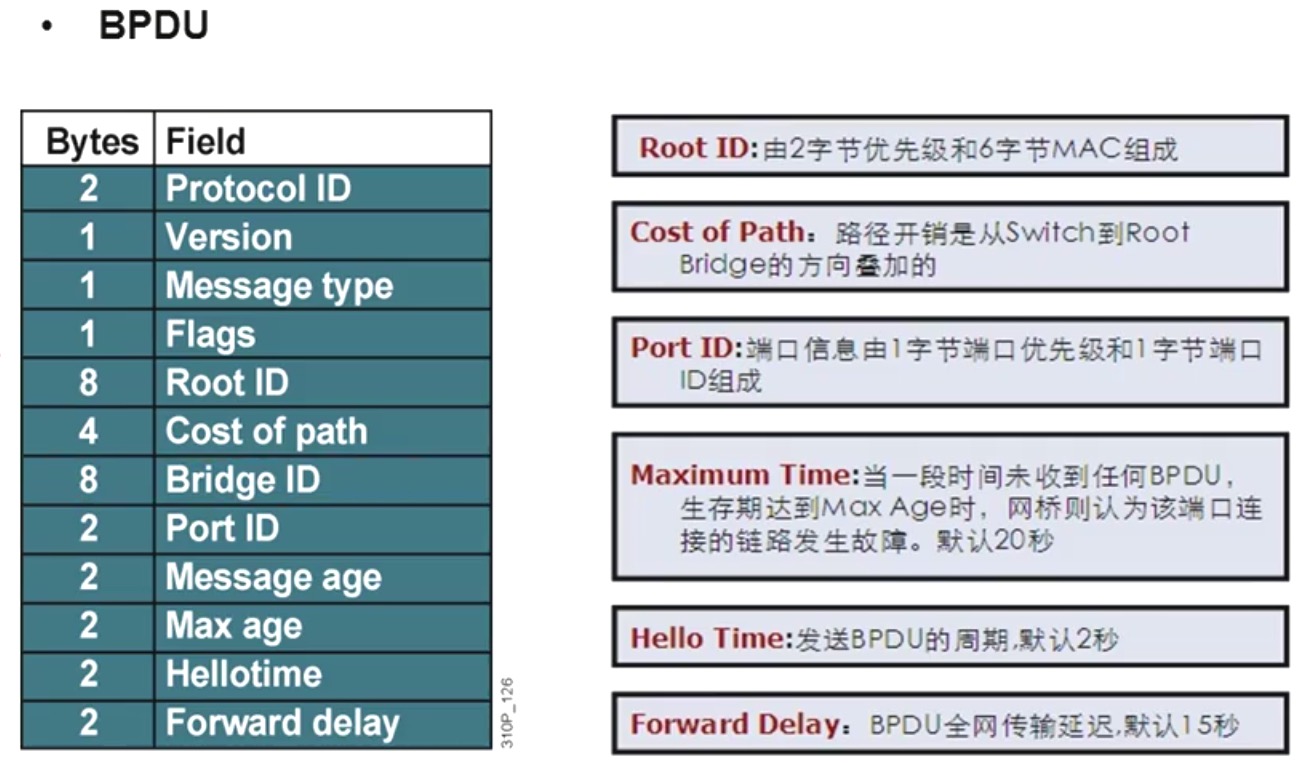 • BPDU
Bytes Field
2 Protocol ID
1 Version
1 Message type
1 Flags
8 Root ID
4 Cost of path
8 Bridge ID
2 Port ID
2 Message age
2 Max age
2 Hellotime
2 Forward delay
310P_126
Root ID:由2字节优先级和6字节MAC组成
Cost of Path：路径开销是从Switch到Root
Bridge的方向叠加的
Port ID:端口信息由1字节端口优先级和1字节端口
ID组成
Maximum Time:当一段时间未收到任何BPDU，
生存期达到Max Age时，网桥则认为该端口连
接的链路发生故障。默认20秒
Hello Time:发送BPDU的周期,默认2秒
Forward Delay：BPDU全网传输延迟,默认15秒